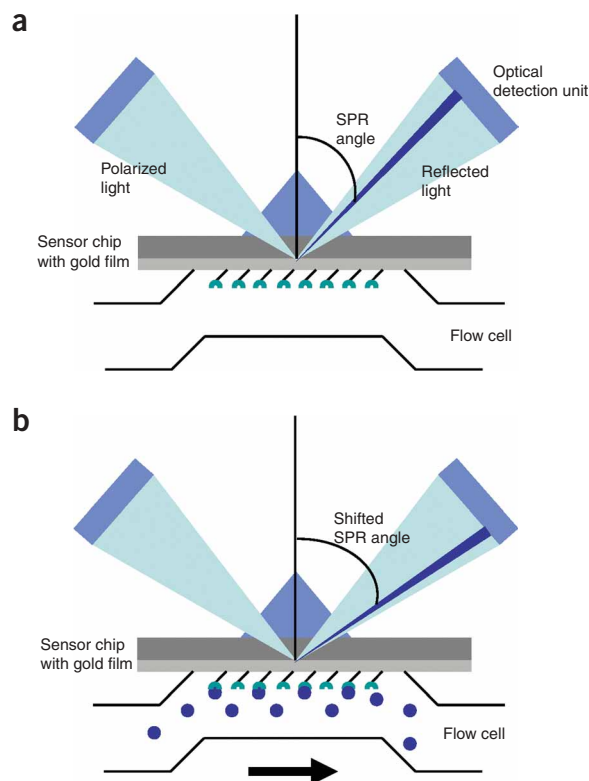 a
Optical
detection unit
SPR
angle
Polarized
light
Reflected
light
Sensor chip
with gold film
Flow cell
b
Shifted
SPR angle
Sensor chip
with gold film
Flow cell